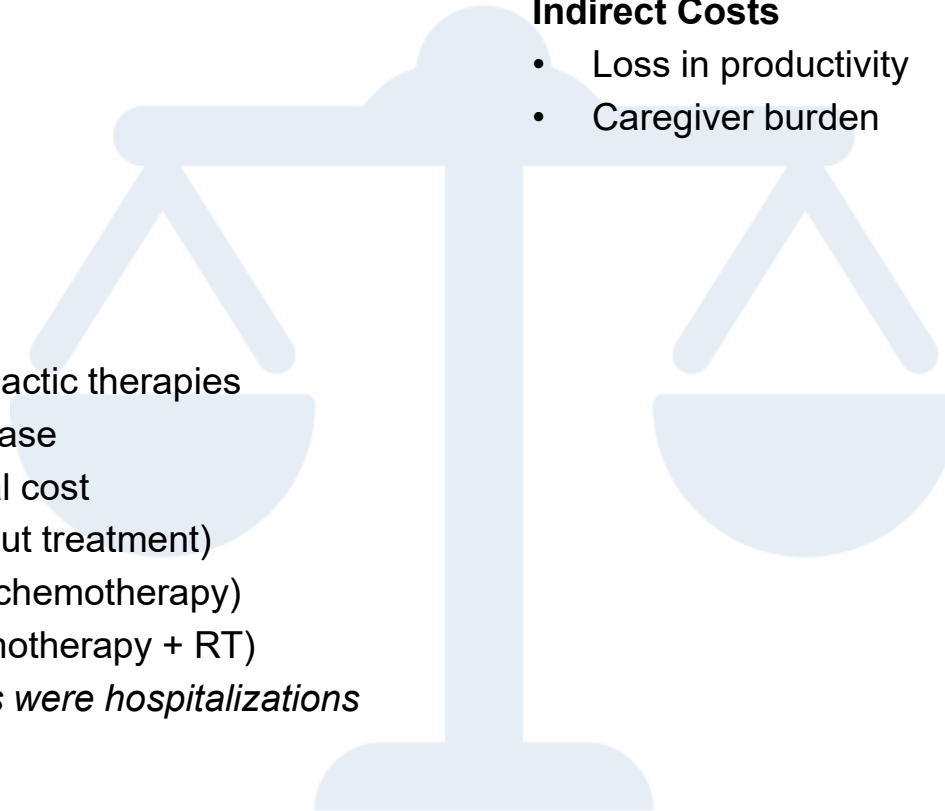 Indirect Costs
• Loss in productivity
• Caregiver burden
actic therapies
ase
l cost
ut treatment)
chemotherapy)
notherapy + RT)
s were hospitalizations